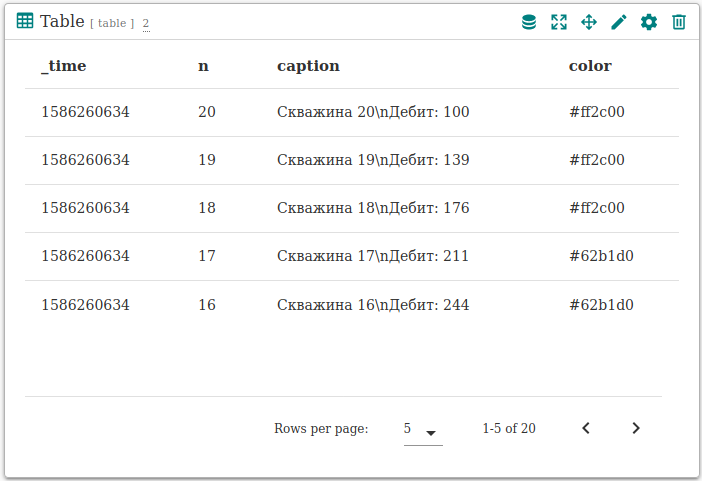 Table [ table ] 2
_time n caption color
1586260634 20 Скважина 20\nДебит: 100 #ff2c00
1586260634 19 Скважина 19\nДебит: 139 #ff2c00
1586260634 18 Скважина 18\nДебит: 176 #ff2c00
1586260634 17 Скважина 17\nДебит: 211 #62b1d0
1586260634 16 Скважина 16\nДебит: 244 #62b1d0
Rows per page: 5 1-5 of 20